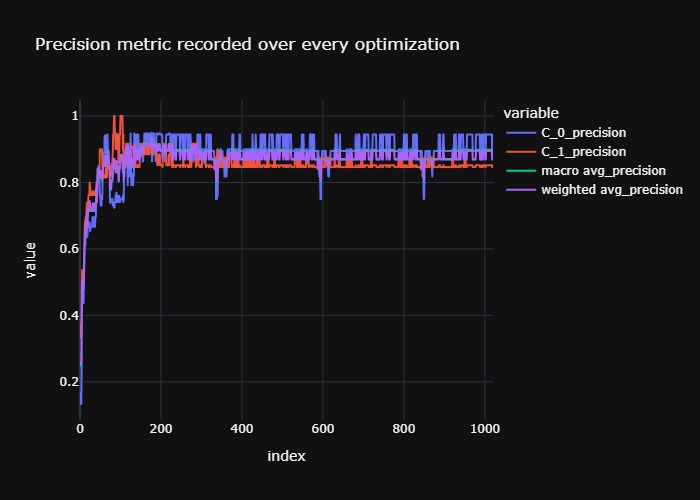 Precision metric recorded over every optimization
variable
C_0_precision
C_1_precision
macro avg_precision
weighted avg_precision
value
1
0.8
0.6
0.4
0.2
0 200 400 600 800 1000
index